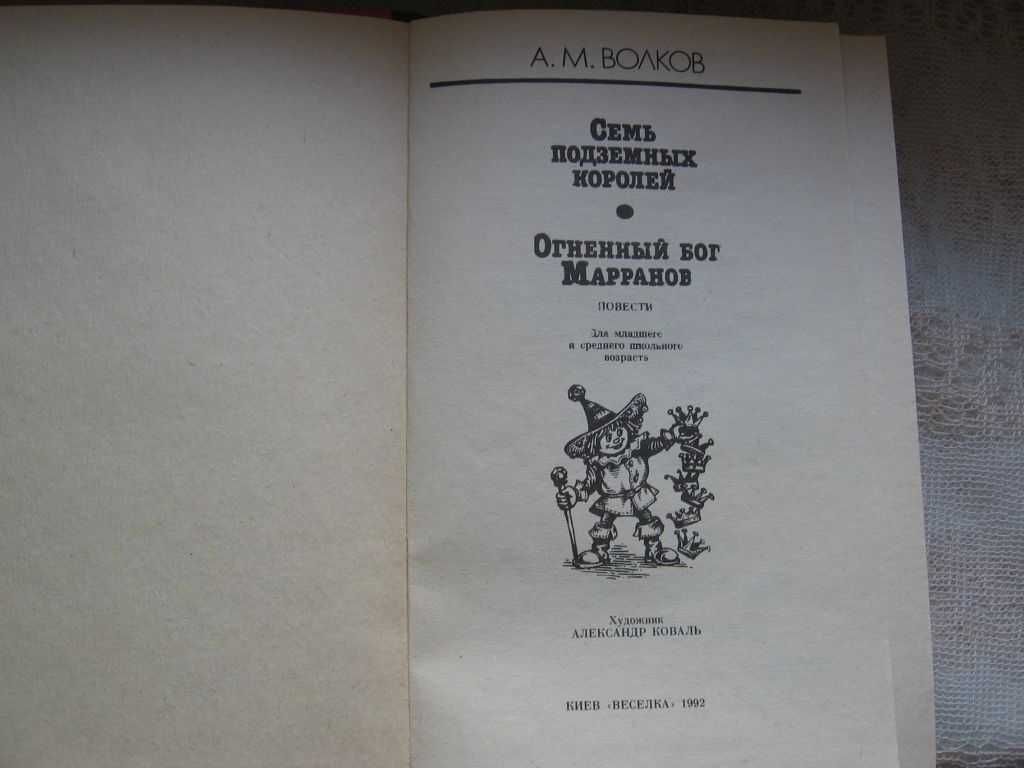 А. М. ВОЛКОВ
СЕМЬ
ПОДЗЕМНЫХ
КОРОЛЕЙ
•
ОГНЕННЫЙ БОГ
МАРРАНОВ
ПОВЕСТИ
Для младшего
и среднего школьного
возраста
Художник
АЛЕКСАНДР КОВАЛЬ
КИЕВ «ВЕСЕЛКА» 1992